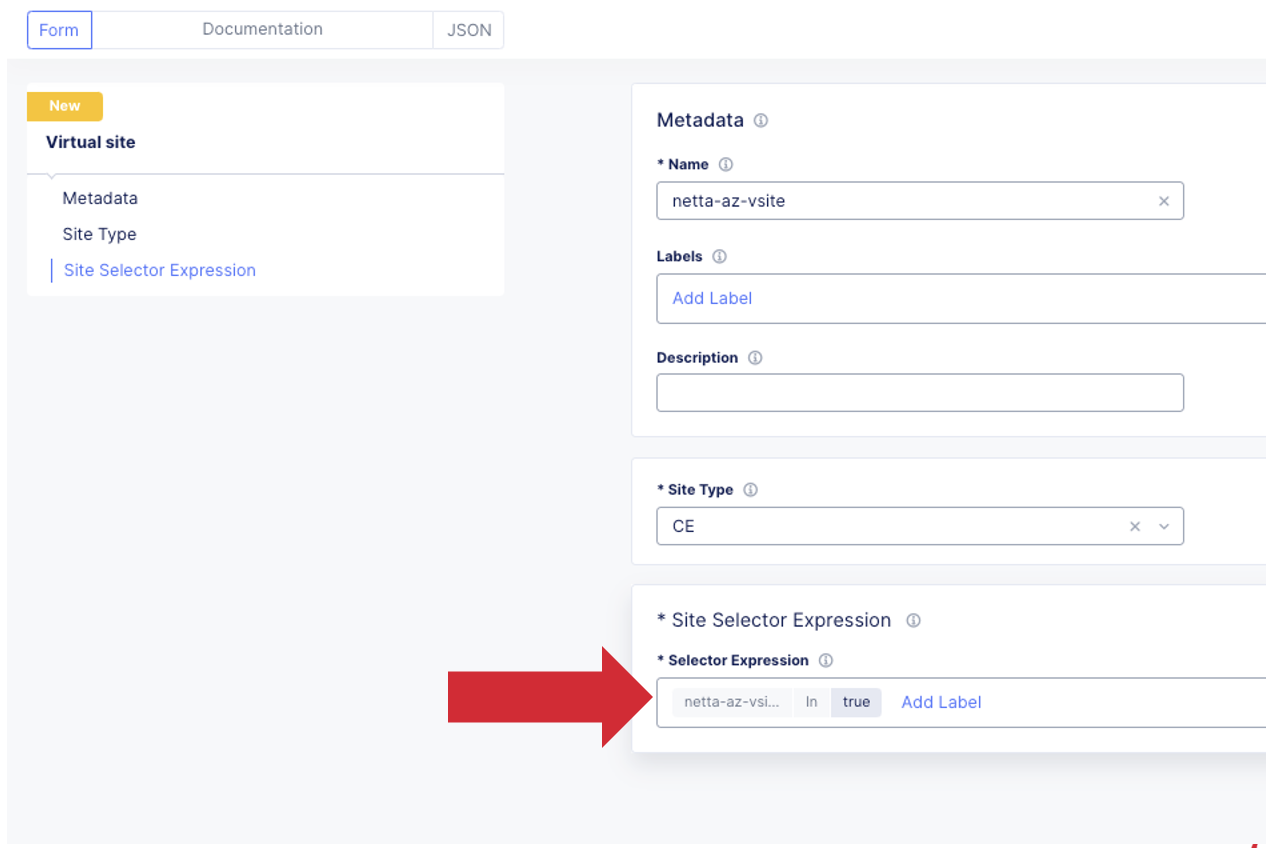 Form Documentation JSON
New
Virtual site
Metadata
Site Type
Site Selector Expression
Metadata
* Name
netta-az-vsite
Labels
Add Label
Description
* Site Type
CE
* Site Selector Expression
* Selector Expression
netta-az-vsi... In true Add Label